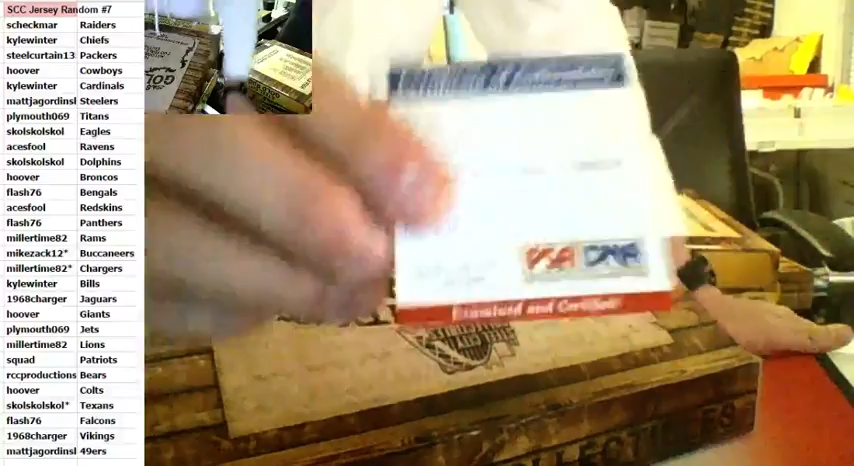 SCC Jersey Random #7
scheckmar Raiders
kylewinter Chiefs
steelcurtain13 Packers
hoover Cowboys
kylewinter Cardinals
mattjagordinsl Steelers
plymouth069 Titans
skolskolskol Eagles
acesfool Ravens
skolskolskol Dolphins
hoover Broncos
flash76 Bengals
acesfool Redskins
flash76 Panthers
millertime82 Rams
mikezack12* Buccaneers
millertime82* Chargers
kylewinter Bills
1968charger Jaguars
hoover Giants
plymouth069 Jets
millertime82 Lions
squad Patriots
rccproductions Bears
hoover Colts
skolskolskol* Texans
flash76 Falcons
1968charger Vikings
mattjagordinsl 49ers
GOL
PSA DNA
Examined and Certified